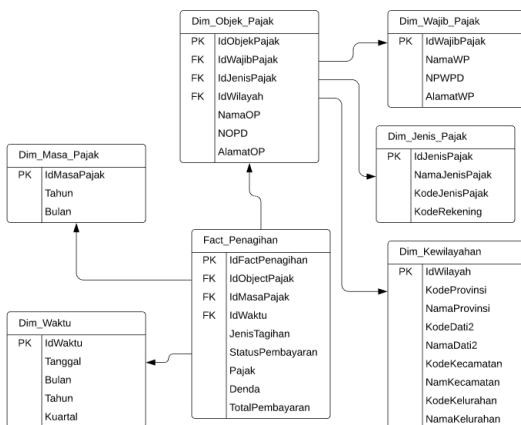 Dim_Objek_Pajak
PK IdObjekPajak
FK IdWajibPajak
FK IdJenisPajak
FK IdWilayah
NamaOP
NOPD
AlamatOP
Dim_Wajib_Pajak
PK IdWajibPajak
NamaWP
NPWPD
AlamatWP
Dim_Jenis_Pajak
PK IdJenisPajak
NamaJenisPajak
KodeJenisPajak
KodeRekening
Dim_Masa_Pajak
PK IdMasaPajak
Tahun
Bulan
Fact_Penagihan
PK IdFactPenagihan
FK IdObjectPajak
FK IdMasaPajak
FK IdWaktu
JenisTagihan
StatusPembayaran
Pajak
Denda
TotalPembayaran
Dim_Kewilayahan
PK IdWilayah
KodeProvinsi
NamaProvinsi
KodeDati2
NamaDati2
KodeKecamatan
NamKecamatan
KodeKelurahan
NamaKelurahan
Dim_Waktu
PK IdWaktu
Tanggal
Bulan
Tahun
Kuartal